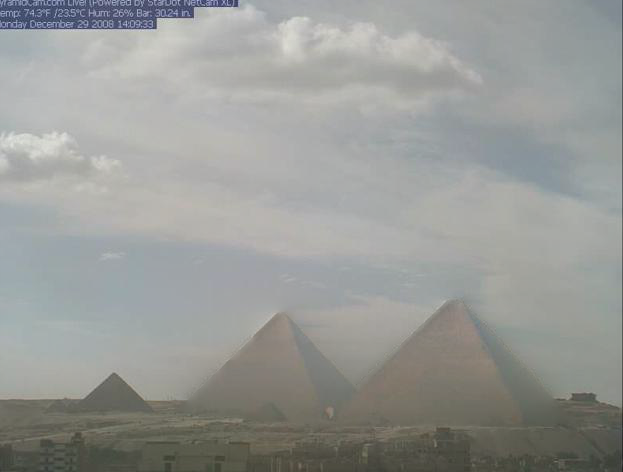 yramidCam.com Live! (Powered by StarDot NetCam XL)
emp: 74.3°F /23.5°C Hum: 26% Bar: 30.24 in.
onday December 29 2008 14:09:33